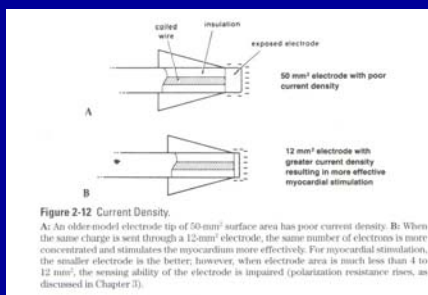 coiled
wire
insulation
exposed electrode
50 mm² electrode with poor
current density
A
12 mm² electrode with
greater current density
resulting in more effective
myocardial stimulation
B
Figure 2-12 Current Density.
A: An older-model electrode tip of 50-mm² surface area has poor current density. B: When
the same charge is sent through a 12-mm² electrode, the same number of electrons is more
concentrated and stimulates the myocardium more effectively. For myocardial stimulation,
the smaller electrode is the better; however, when electrode area is much less than 4 to
12 mm², the sensing ability of the electrode is impaired (polarization resistance rises, as
discussed in Chapter 3).